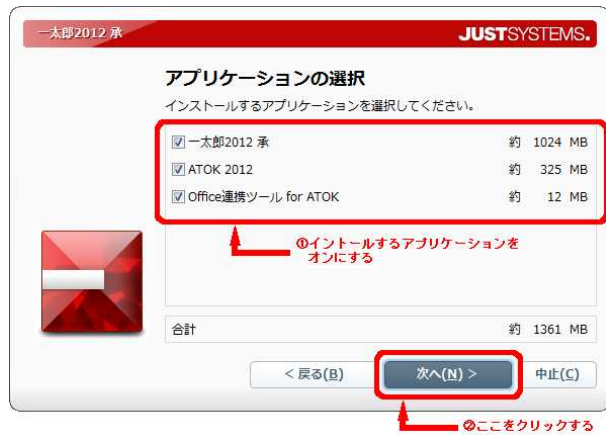 一太郎2012 承
JUSTSYSTEMS.
アプリケーションの選択
インストールするアプリケーションを選択してください。
一太郎2012 承 約 1024 MB
ATOK 2012 約 325 MB
Office連携ツール for ATOK 約 12 MB
①イントールするアプリケーションを
オンにする
合計 約 1361 MB
< 戻る(B) 次へ(N) > 中止(C)
②ここをクリックする